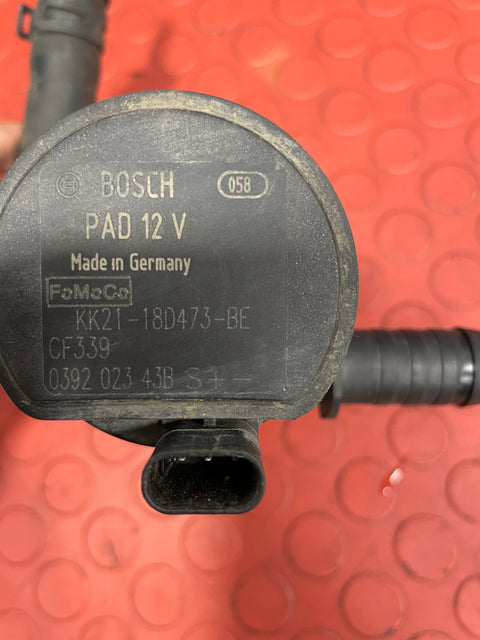 BOSCH 058
PAD 12 V
Made in Germany
FoMoCo
KK21-18D473-BE
CF339
0392 023 43B S + -